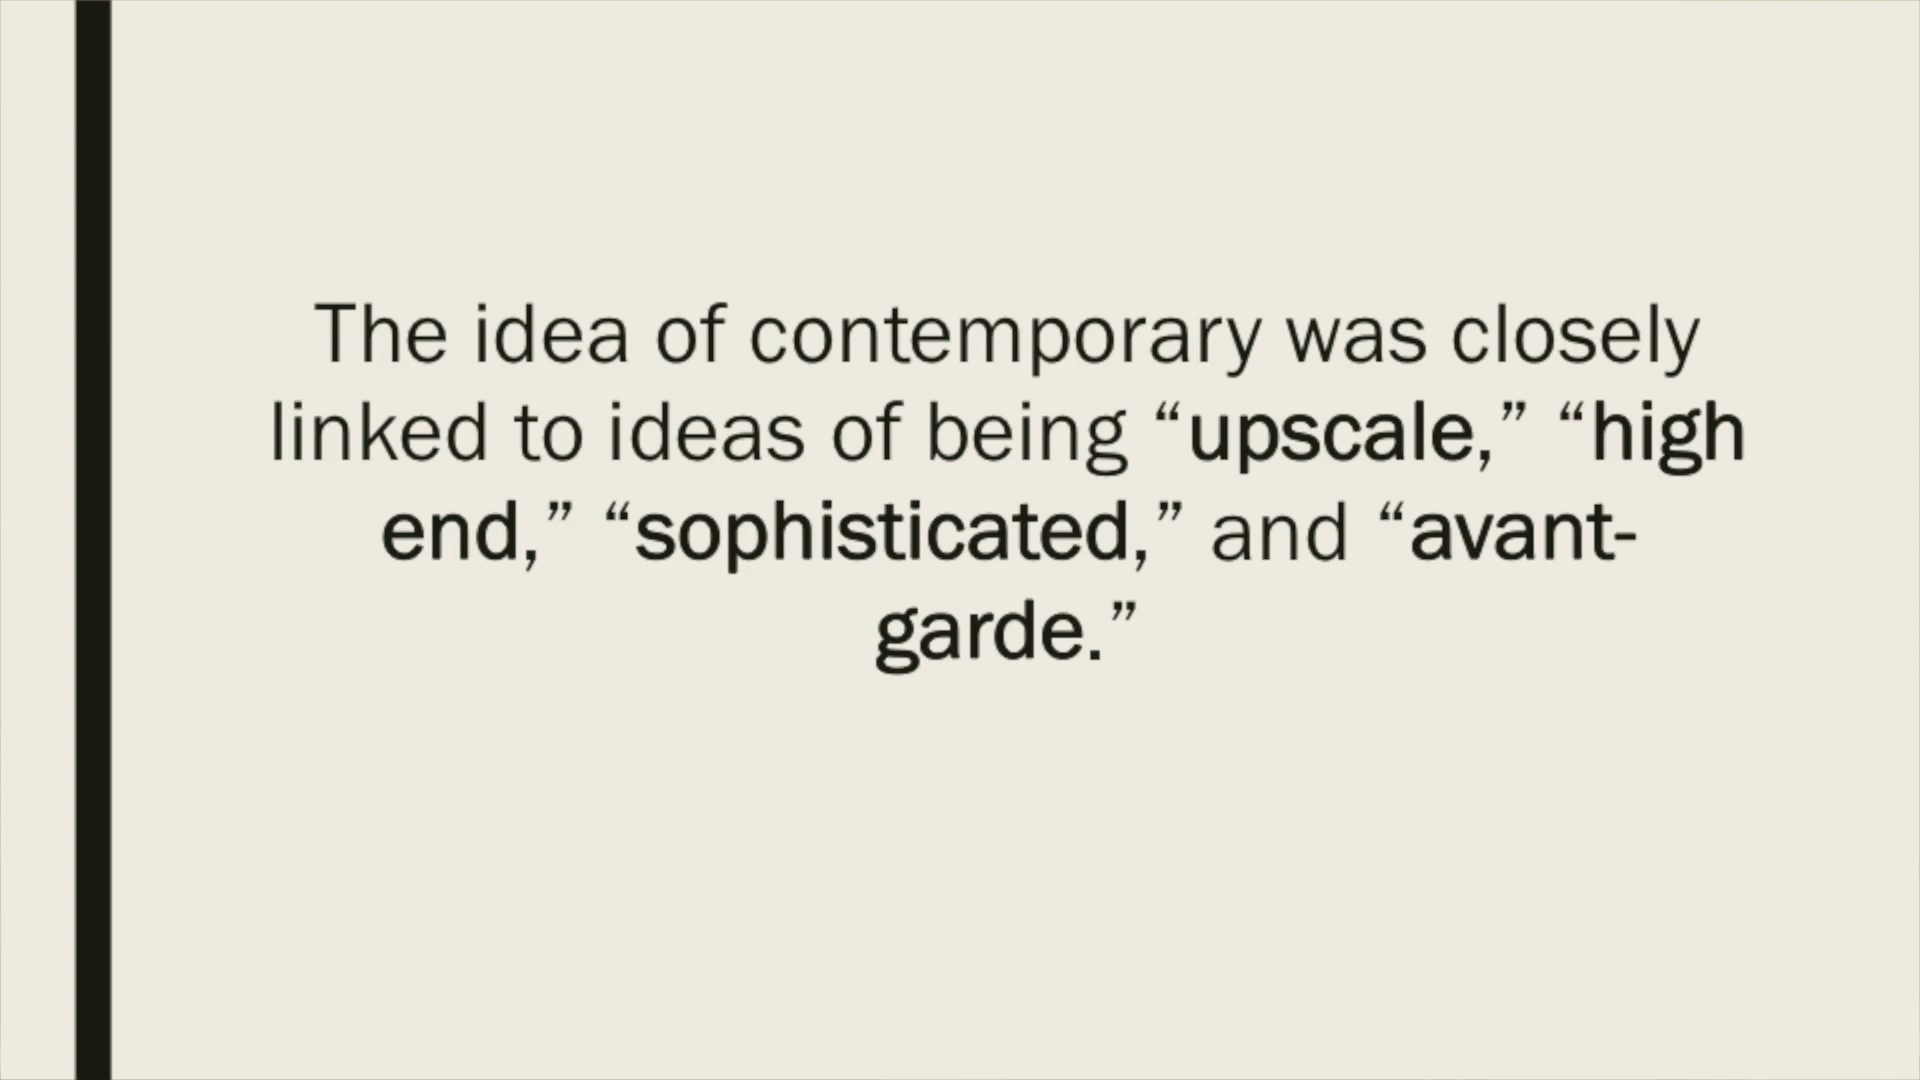 The idea of contemporary was closely
linked to ideas of being “upscale,” “high
end,” “sophisticated,” and “avant-
garde.”